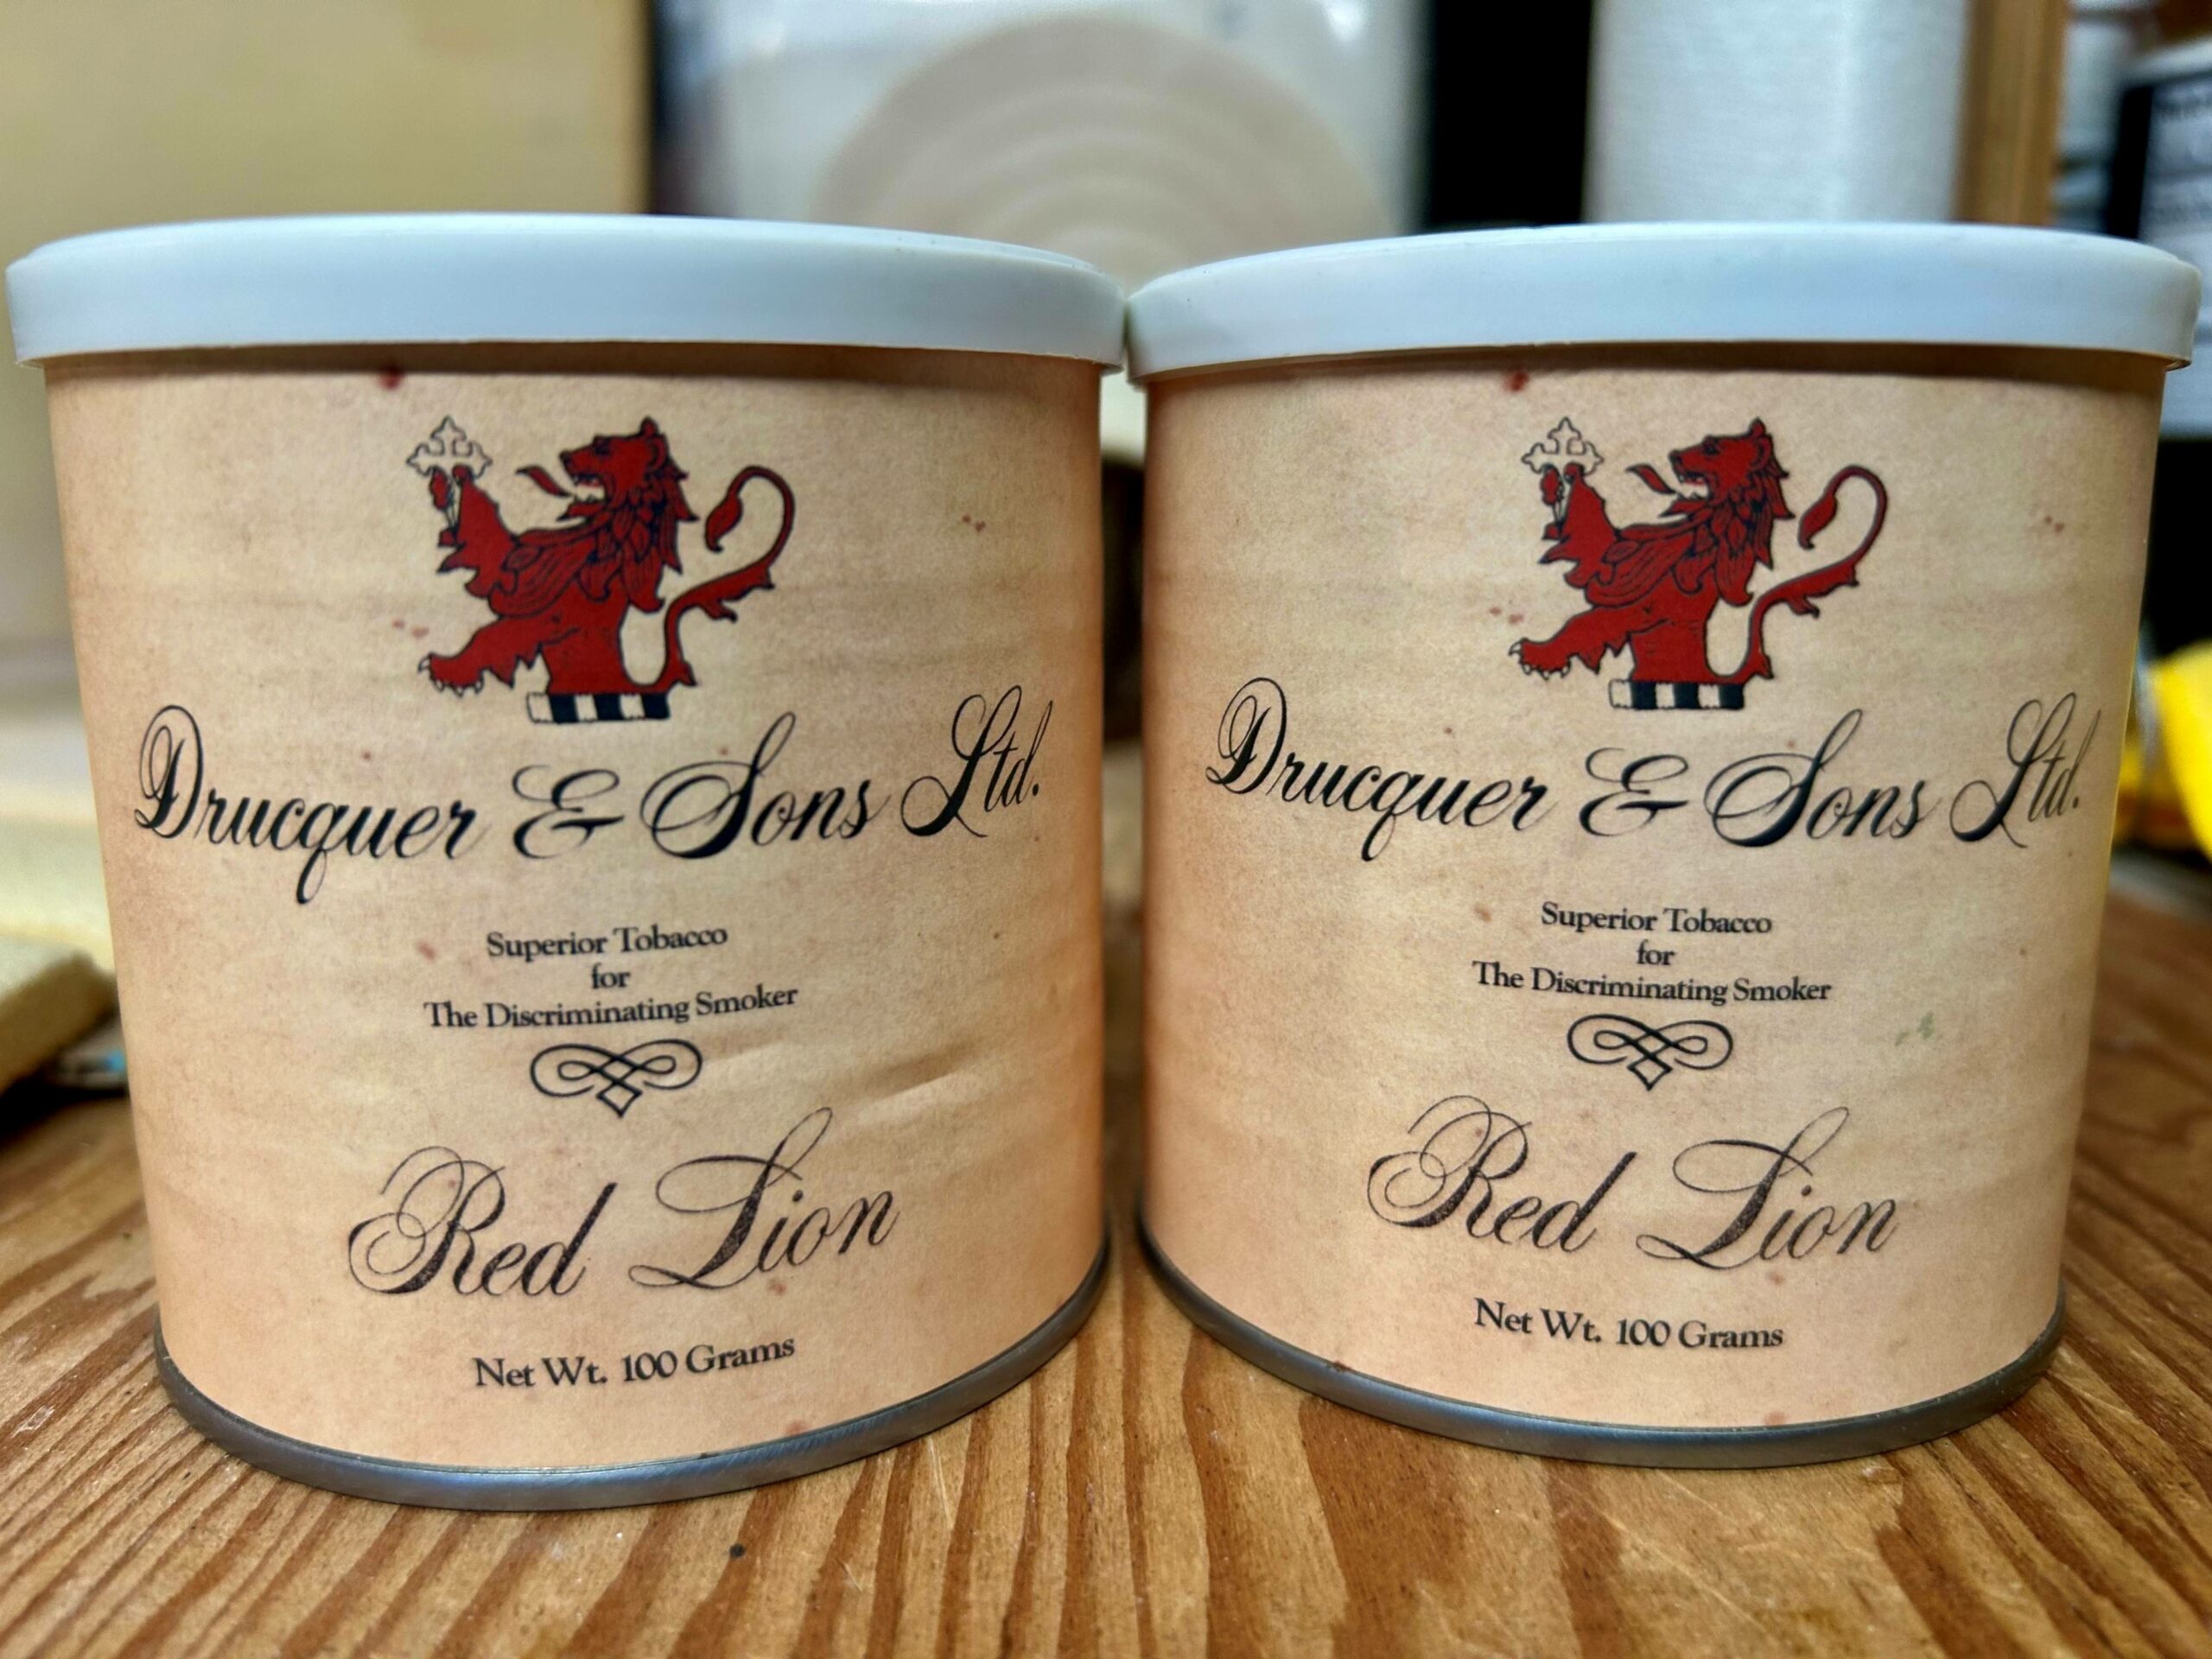 Drucquer & Sons Ltd.
Superior Tobacco
for
The Discriminating Smoker
Red Lion
Net Wt. 100 Grams
Drucquer & Sons Ltd.
Superior Tobacco
for
The Discriminating Smoker
Red Lion
Net Wt. 100 Grams